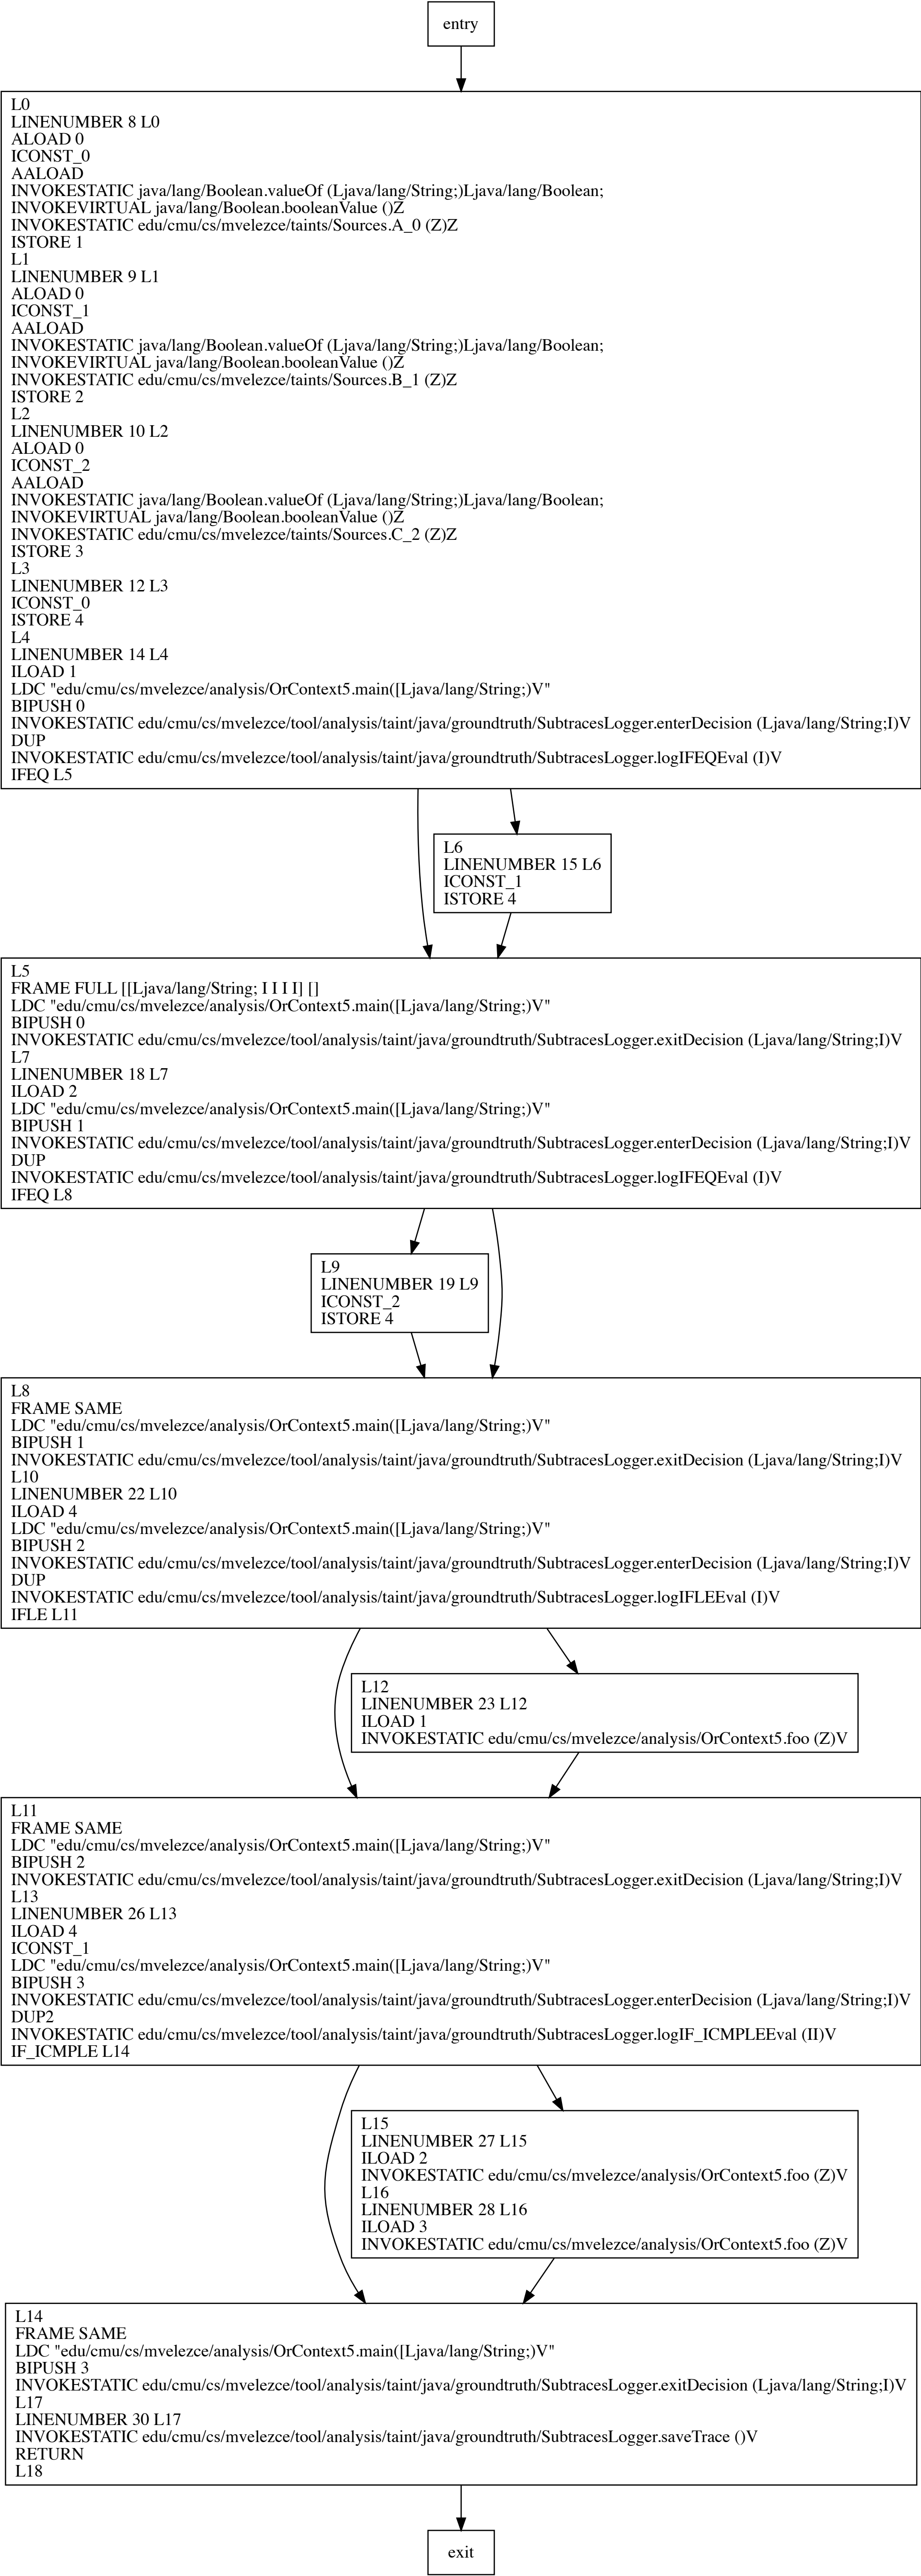 entry
L0
LINENUMBER 8 L0
ALOAD 0
ICONST_0
AALOAD
INVOKESTATIC java/lang/Boolean.valueOf (Ljava/lang/String;)Ljava/lang/Boolean;
INVOKEVIRTUAL java/lang/Boolean.booleanValue ()Z
INVOKESTATIC edu/cmu/cs/mvelezce/taints/Sources.A_0 (Z)Z
ISTORE 1
L1
LINENUMBER 9 L1
ALOAD 0
ICONST_1
AALOAD
INVOKESTATIC java/lang/Boolean.valueOf (Ljava/lang/String;)Ljava/lang/Boolean;
INVOKEVIRTUAL java/lang/Boolean.booleanValue ()Z
INVOKESTATIC edu/cmu/cs/mvelezce/taints/Sources.B_1 (Z)Z
ISTORE 2
L2
LINENUMBER 10 L2
ALOAD 0
ICONST_2
AALOAD
INVOKESTATIC java/lang/Boolean.valueOf (Ljava/lang/String;)Ljava/lang/Boolean;
INVOKEVIRTUAL java/lang/Boolean.booleanValue ()Z
INVOKESTATIC edu/cmu/cs/mvelezce/taints/Sources.C_2 (Z)Z
ISTORE 3
L3
LINENUMBER 12 L3
ICONST_0
ISTORE 4
L4
LINENUMBER 14 L4
ILOAD 1
LDC "edu/cmu/cs/mvelezce/analysis/OrContext5.main([Ljava/lang/String;)V"
BIPUSH 0
INVOKESTATIC edu/cmu/cs/mvelezce/tool/analysis/taint/java/groundtruth/SubtracesLogger.enterDecision (Ljava/lang/String;I)V
DUP
INVOKESTATIC edu/cmu/cs/mvelezce/tool/analysis/taint/java/groundtruth/SubtracesLogger.logIFEQEval (I)V
IFEQ L5
L6
LINENUMBER 15 L6
ICONST_1
ISTORE 4
L5
FRAME FULL [[Ljava/lang/String; I I I I] []
LDC "edu/cmu/cs/mvelezce/analysis/OrContext5.main([Ljava/lang/String;)V"
BIPUSH 0
INVOKESTATIC edu/cmu/cs/mvelezce/tool/analysis/taint/java/groundtruth/SubtracesLogger.exitDecision (Ljava/lang/String;I)V
L7
LINENUMBER 18 L7
ILOAD 2
LDC "edu/cmu/cs/mvelezce/analysis/OrContext5.main([Ljava/lang/String;)V"
BIPUSH 1
INVOKESTATIC edu/cmu/cs/mvelezce/tool/analysis/taint/java/groundtruth/SubtracesLogger.enterDecision (Ljava/lang/String;I)V
DUP
INVOKESTATIC edu/cmu/cs/mvelezce/tool/analysis/taint/java/groundtruth/SubtracesLogger.logIFEQEval (I)V
IFEQ L8
L9
LINENUMBER 19 L9
ICONST_2
ISTORE 4
L8
FRAME SAME
LDC "edu/cmu/cs/mvelezce/analysis/OrContext5.main([Ljava/lang/String;)V"
BIPUSH 1
INVOKESTATIC edu/cmu/cs/mvelezce/tool/analysis/taint/java/groundtruth/SubtracesLogger.exitDecision (Ljava/lang/String;I)V
L10
LINENUMBER 22 L10
ILOAD 4
LDC "edu/cmu/cs/mvelezce/analysis/OrContext5.main([Ljava/lang/String;)V"
BIPUSH 2
INVOKESTATIC edu/cmu/cs/mvelezce/tool/analysis/taint/java/groundtruth/SubtracesLogger.enterDecision (Ljava/lang/String;I)V
DUP
INVOKESTATIC edu/cmu/cs/mvelezce/tool/analysis/taint/java/groundtruth/SubtracesLogger.logIFLEEval (I)V
IFLE L11
L12
LINENUMBER 23 L12
ILOAD 1
INVOKESTATIC edu/cmu/cs/mvelezce/analysis/OrContext5.foo (Z)V
L11
FRAME SAME
LDC "edu/cmu/cs/mvelezce/analysis/OrContext5.main([Ljava/lang/String;)V"
BIPUSH 2
INVOKESTATIC edu/cmu/cs/mvelezce/tool/analysis/taint/java/groundtruth/SubtracesLogger.exitDecision (Ljava/lang/String;I)V
L13
LINENUMBER 26 L13
ILOAD 4
ICONST_1
LDC "edu/cmu/cs/mvelezce/analysis/OrContext5.main([Ljava/lang/String;)V"
BIPUSH 3
INVOKESTATIC edu/cmu/cs/mvelezce/tool/analysis/taint/java/groundtruth/SubtracesLogger.enterDecision (Ljava/lang/String;I)V
DUP2
INVOKESTATIC edu/cmu/cs/mvelezce/tool/analysis/taint/java/groundtruth/SubtracesLogger.logIF_ICMPLEEval (II)V
IF_ICMPLE L14
L15
LINENUMBER 27 L15
ILOAD 2
INVOKESTATIC edu/cmu/cs/mvelezce/analysis/OrContext5.foo (Z)V
L16
LINENUMBER 28 L16
ILOAD 3
INVOKESTATIC edu/cmu/cs/mvelezce/analysis/OrContext5.foo (Z)V
L14
FRAME SAME
LDC "edu/cmu/cs/mvelezce/analysis/OrContext5.main([Ljava/lang/String;)V"
BIPUSH 3
INVOKESTATIC edu/cmu/cs/mvelezce/tool/analysis/taint/java/groundtruth/SubtracesLogger.exitDecision (Ljava/lang/String;I)V
L17
LINENUMBER 30 L17
INVOKESTATIC edu/cmu/cs/mvelezce/tool/analysis/taint/java/groundtruth/SubtracesLogger.saveTrace ()V
RETURN
L18
exit